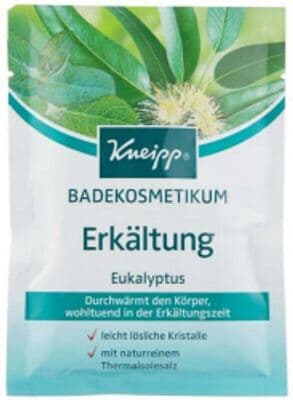 Kneipp®
BADEKOSMETIKUM
Erkältung
Eukalyptus
Durchwärmt den Körper,
wohltuend in der Erkältungszeit
✓ leicht lösliche Kristalle
✓ mit naturreinem
Thermalsolesalz